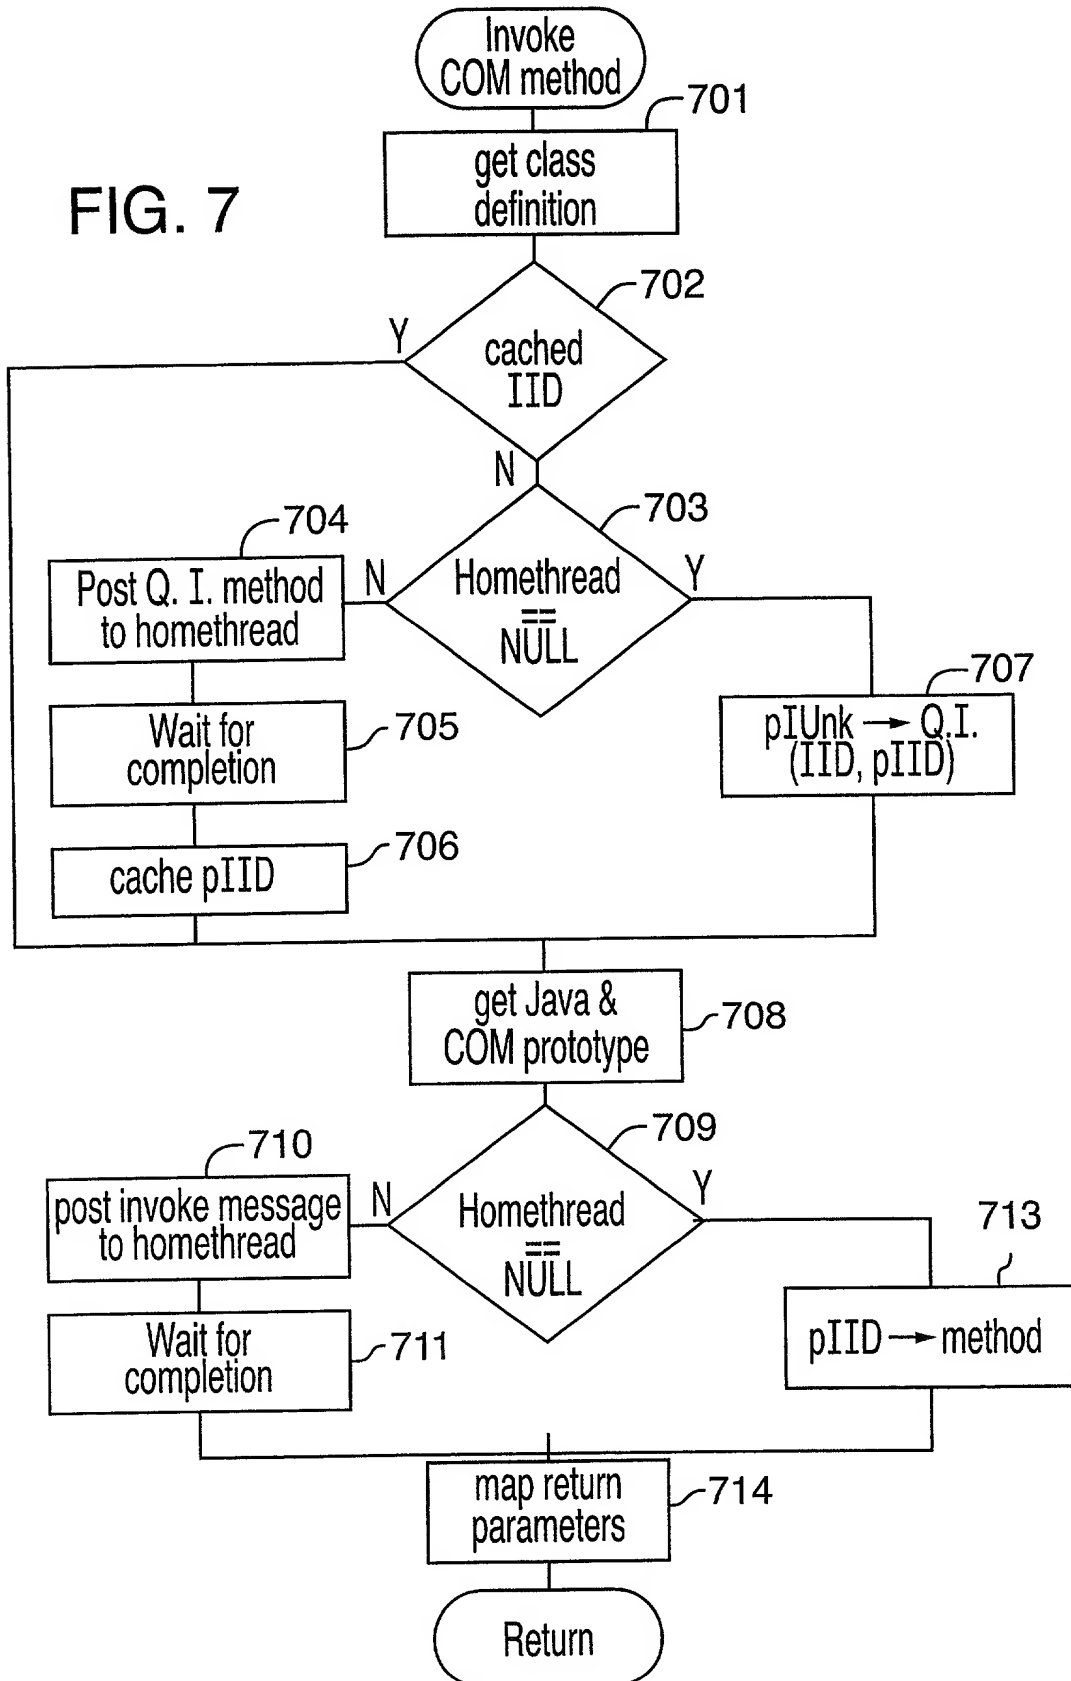 Invoke
COM method
701
get class
definition
FIG. 7
702
Y
cached
IID
N
703
704
Post Q. I. method
to homethread
N
Homethread
==
NULL
Y
707
pIUnk → Q.I.
(IID, pIID)
Wait for
completion
705
cache pIID
706
get Java &
COM prototype
708
709
710
post invoke message
to homethread
N
Homethread
==
NULL
Y
713
pIID → method
Wait for
completion
711
map return
parameters
714
Return